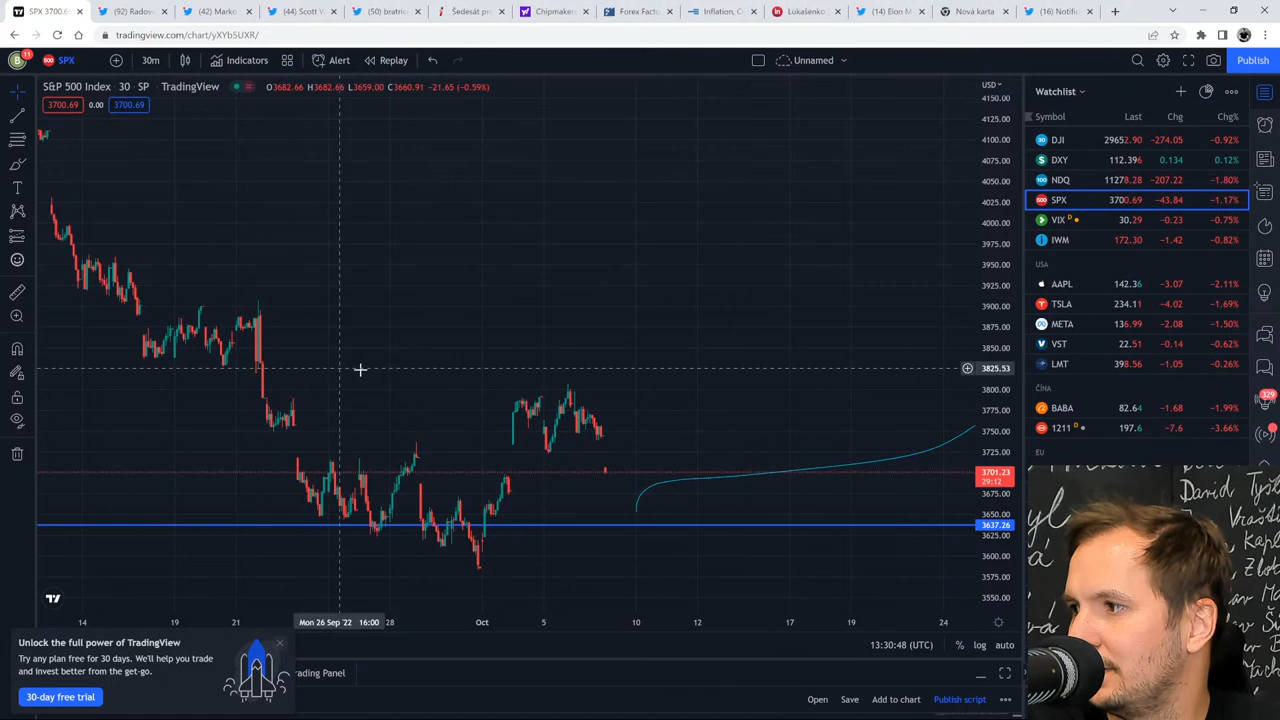 SPX 3700.6
(92) Radov
(42) Marko
(44) Scott V
(50) bratric
Šedesát p
Chipmaker
Forex Factu
Inflation, C
Lukašenko
(14) Elon M
Nová karta
(16) Notific
tradingview.com/chart/yXYb5UXR/
B 11 SPX 30m Indicators Alert Replay Unnamed Publish
S&P 500 Index · 30 · SP · TradingView O3682.66 H3682.66 L3659.00 C3660.91 −21.65 (−0.59%)
3700.69 0.00 3700.69
USD
4150.00
4125.00
4100.00
4075.00
4050.00
4025.00
4000.00
3975.00
3950.00
3925.00
3900.00
3875.00
3850.00
3825.53
3800.00
3775.00
3750.00
3725.00
3701.23
29:12
3675.00
3650.00
3637.26
3625.00
3600.00
3575.00
3550.00
14 19 21 Mon 26 Sep '22 16:00 28 Oct 5 10 12 17 19 24
13:30:48 (UTC) % log auto
Unlock the full power of TradingView
Try any plan free for 30 days. We'll help you trade
and invest better from the get-go.
30-day free trial
rading Panel
Open Save Add to chart Publish script
Watchlist
Symbol Last Chg Chg%
DJI 29652.90 −274.05 −0.92%
DXY 112.396 0.134 0.12%
NDQ 11278.28 −207.22 −1.80%
SPX 3700.69 −43.84 −1.17%
VIX D 30.29 −0.23 −0.75%
IWM 172.30 −1.42 −0.82%
USA
AAPL 142.36 −3.07 −2.11%
TSLA 234.11 −4.02 −1.69%
META 136.99 −2.08 −1.50%
VST 22.51 −0.14 −0.62%
LMT 398.56 −1.05 −0.26%
ČÍNA
BABA 82.64 −1.68 −1.99%
1211 D 197.6 −7.6 −3.66%
EU
329
David Tyšl